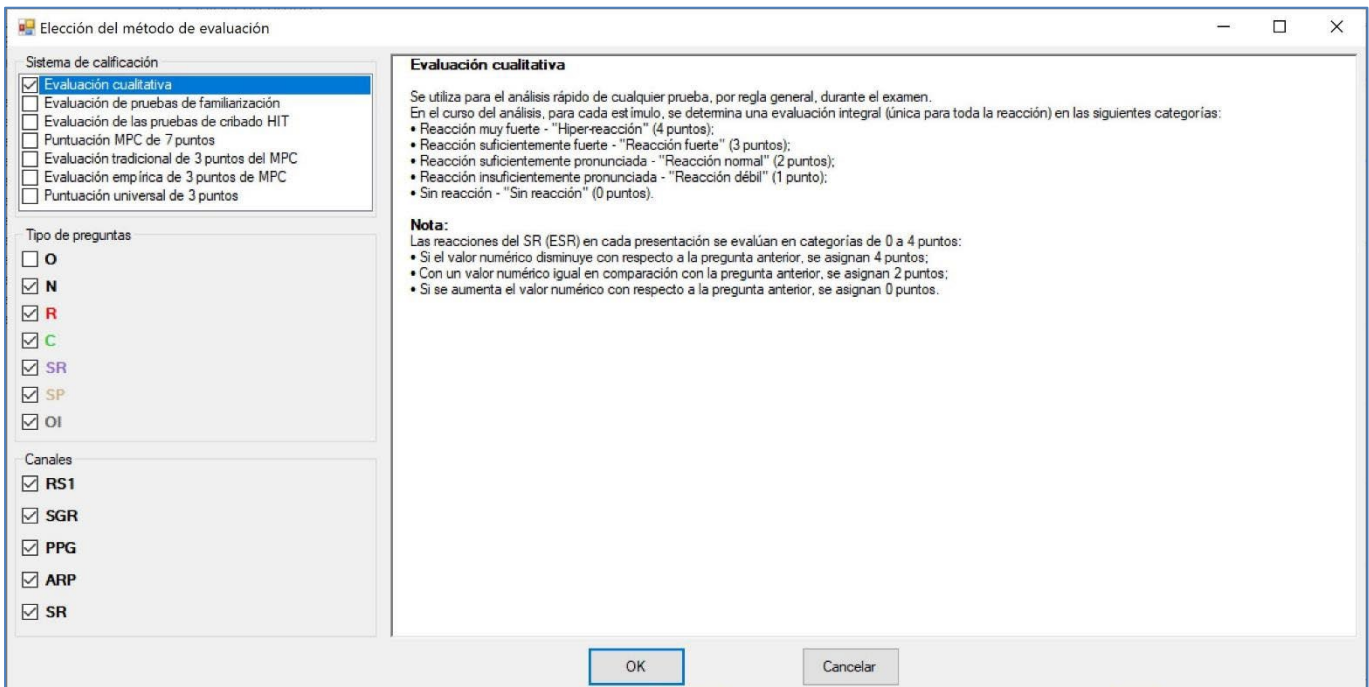 Elección del método de evaluación
Sistema de calificación
Evaluación cualitativa
Evaluación de pruebas de familiarización
Evaluación de las pruebas de cribado HIT
Puntuación MPC de 7 puntos
Evaluación tradicional de 3 puntos del MPC
Evaluación empírica de 3 puntos de MPC
Puntuación universal de 3 puntos
Tipo de preguntas
O
N
R
C
SR
SP
OI
Canales
RS1
SGR
PPG
ARP
SR
Evaluación cualitativa
Se utiliza para el análisis rápido de cualquier prueba, por regla general, durante el examen.
En el curso del análisis, para cada estímulo, se determina una evaluación integral (única para toda la reacción) en las siguientes categorías:
• Reacción muy fuerte - "Hiper-reacción" (4 puntos);
• Reacción suficientemente fuerte - "Reacción fuerte" (3 puntos);
• Reacción suficientemente pronunciada - "Reacción normal" (2 puntos);
• Reacción insuficientemente pronunciada - "Reacción débil" (1 punto);
• Sin reacción - "Sin reacción" (0 puntos).
Nota:
Las reacciones del SR (ESR) en cada presentación se evalúan en categorías de 0 a 4 puntos:
• Si el valor numérico disminuye con respecto a la pregunta anterior, se asignan 4 puntos;
• Con un valor numérico igual en comparación con la pregunta anterior, se asignan 2 puntos;
• Si se aumenta el valor numérico con respecto a la pregunta anterior, se asignan 0 puntos.
OK
Cancelar